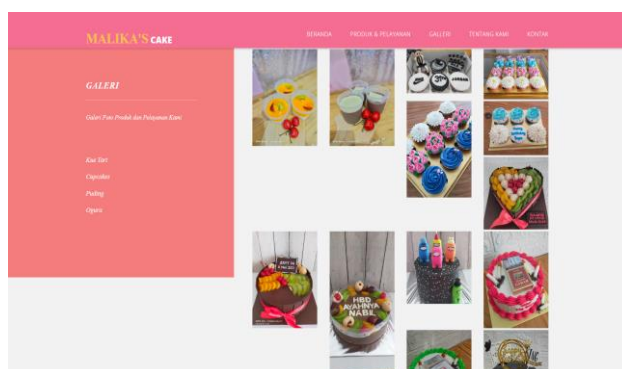 MALIKA'S CAKE
BERANDA PRODUK & PELAYANAN GALLERI TENTANG KAMI KONTAK
GALERI
Galeri Foto Produk dan Pelayanan Kami
Kue Tart
Cupcakes
Puding
HBD
AYAHNYA
NABIL